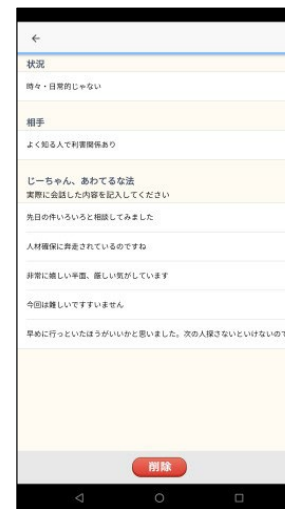 状況
時々・日常的じゃない
相手
よく知る人で利害関係あり
じーちゃん、あわてるな法
実際に会話した内容を記入してください
先日の件いろいろと相談してみました
人材確保に奔走されているのですね
非常に嬉しい半面、厳しい気がしています
今回は難しいですすいません
早めに行っといたほうがいいかと思いました。次の人探さないといけないので
削除